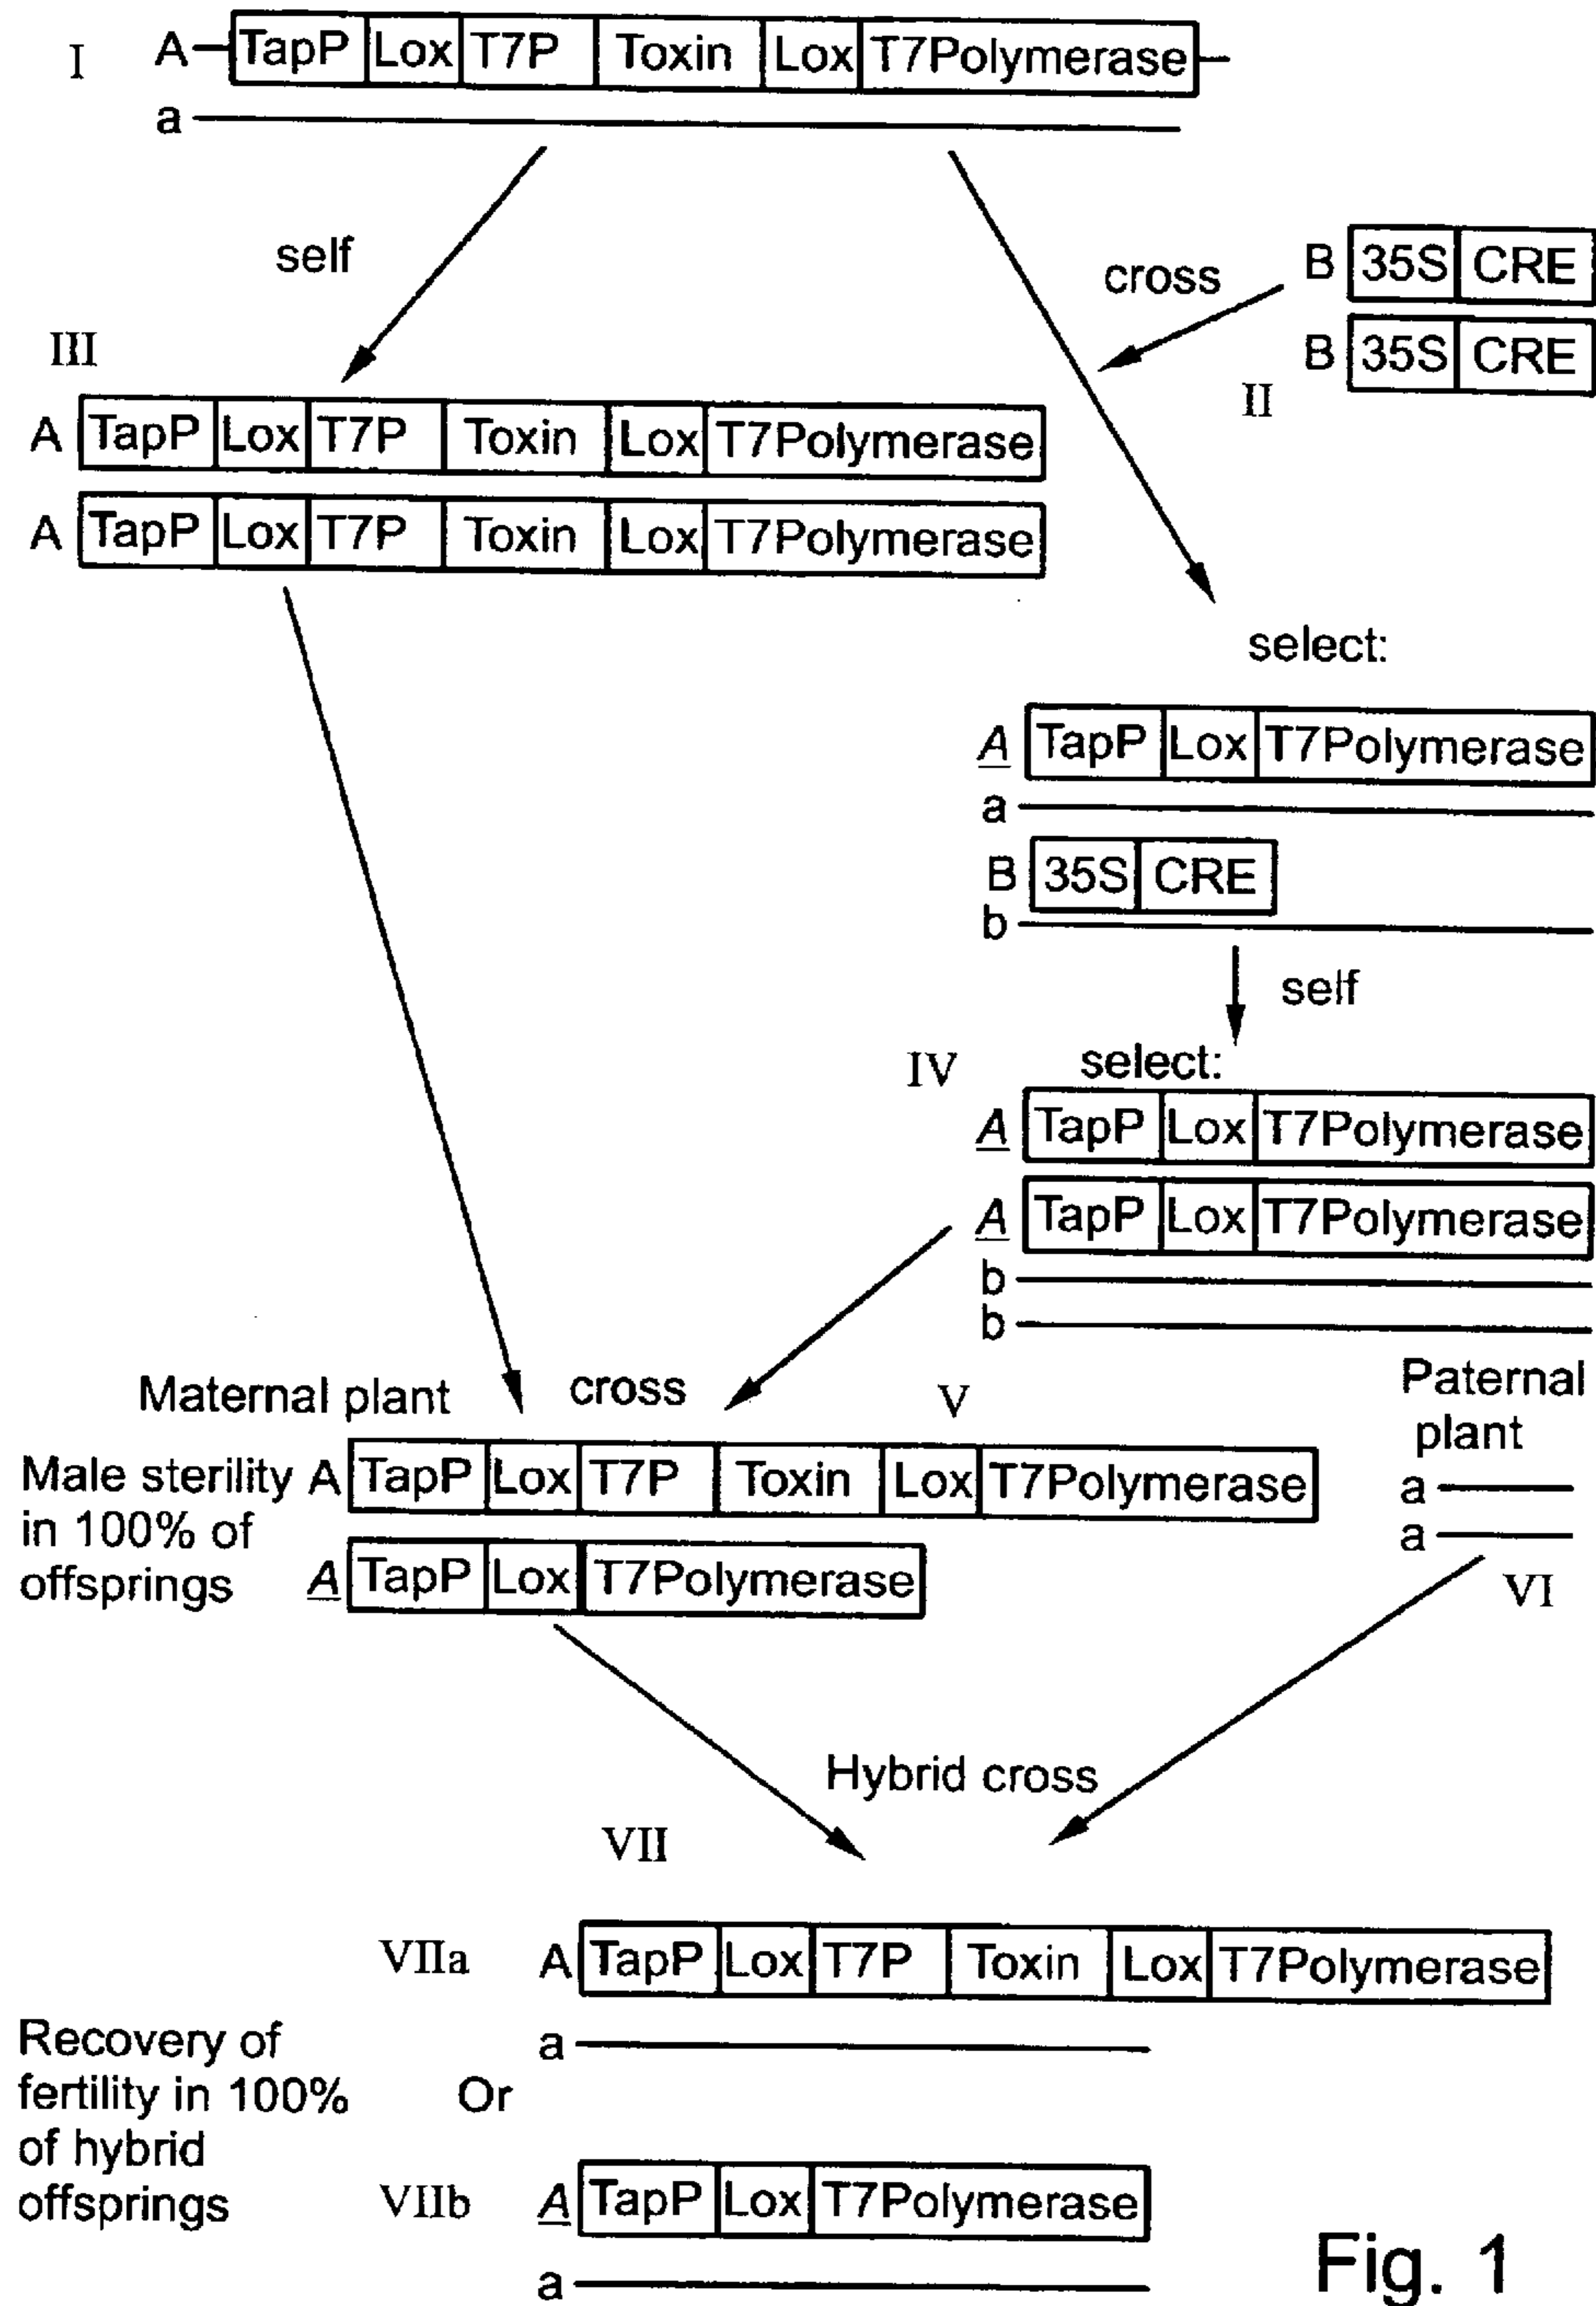 I A TapP Lox T7P Toxin Lox T7Polymerase
a
self
cross
B 35S CRE
B 35S CRE
II
III
A TapP Lox T7P Toxin Lox T7Polymerase
A TapP Lox T7P Toxin Lox T7Polymerase
select:
A TapP Lox T7Polymerase
a
B 35S CRE
b
self
IV select:
A TapP Lox T7Polymerase
A TapP Lox T7Polymerase
b
b
Maternal plant cross V
Paternal
plant
Male sterility
in 100% of
offsprings
A TapP Lox T7P Toxin Lox T7Polymerase
A TapP Lox T7Polymerase
a
a
VI
Hybrid cross
VII
VIIa A TapP Lox T7P Toxin Lox T7Polymerase
a
Recovery of
fertility in 100%
of hybrid
offsprings
Or
VIIb A TapP Lox T7Polymerase
a
Fig. 1